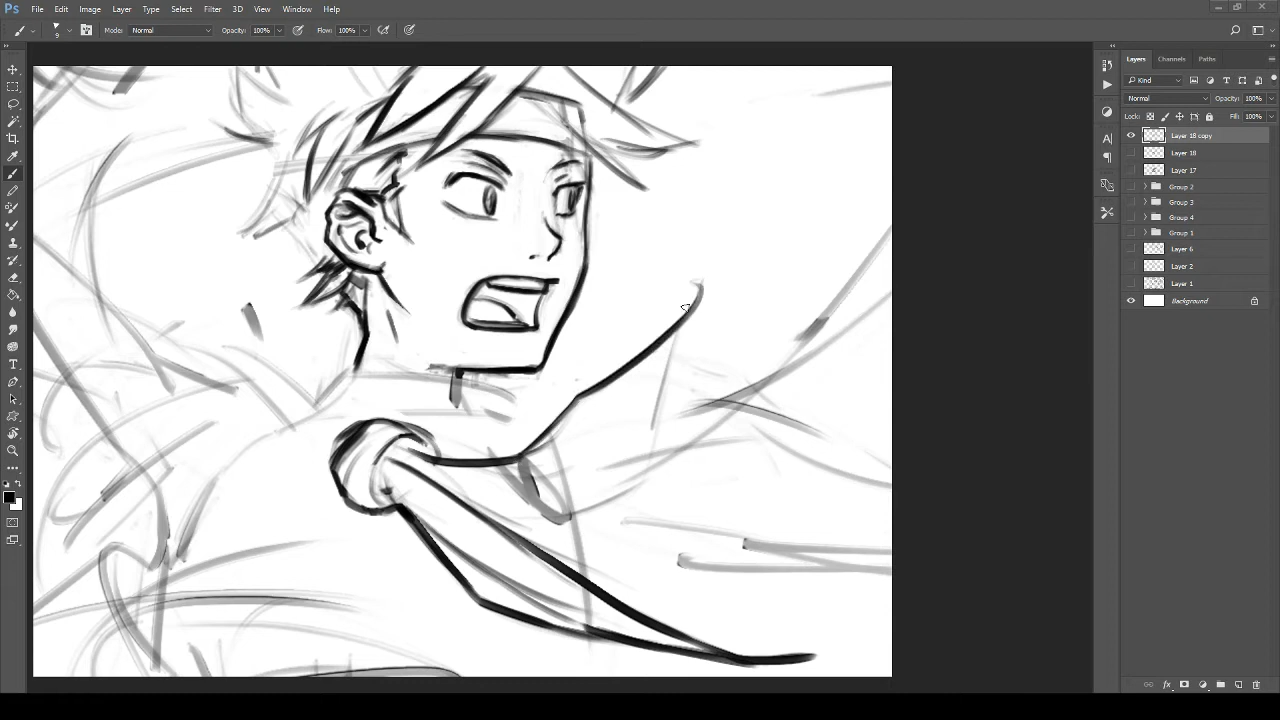 Ps File Edit Image Layer Type Select Filter 3D View Window Help
9 Mode: Normal Opacity: 100% Flow: 100%
Layers Channels Paths
Kind
Normal Opacity: 100%
Lock: Fill: 100%
Layer 18 copy
Layer 18
Layer 17
Group 2
Group 3
Group 4
Group 1
Layer 6
Layer 2
Layer 1
Background